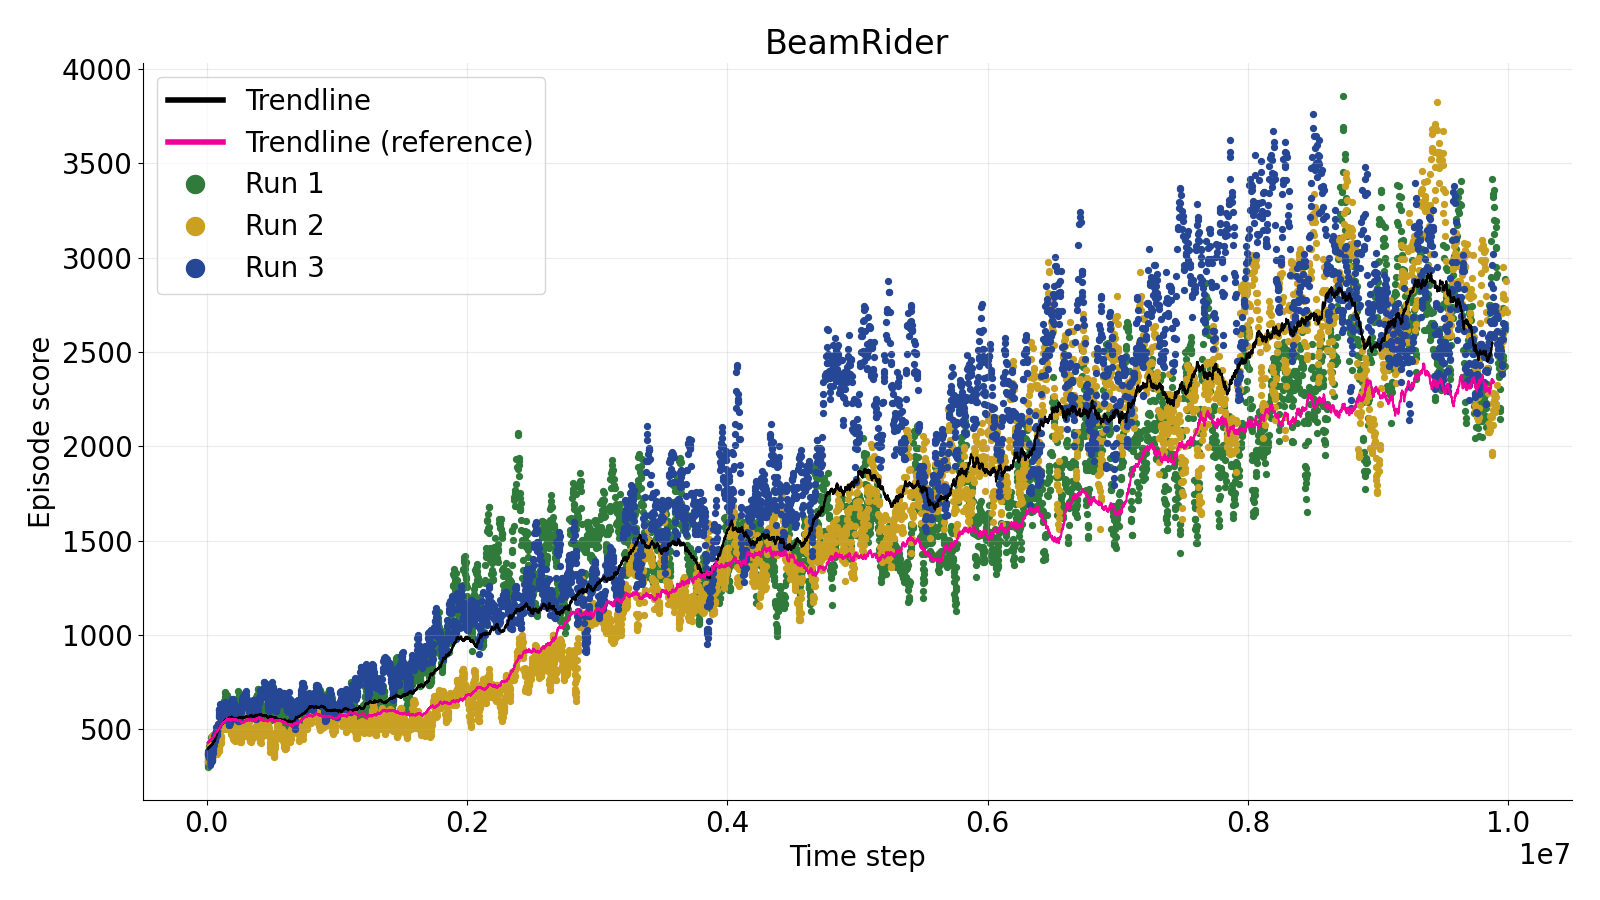 BeamRider
4000
3500
3000
2500
2000
1500
1000
500
Episode score
Trendline
Trendline (reference)
Run 1
Run 2
Run 3
0.0 0.2 0.4 0.6 0.8 1.0
1e7
Time step